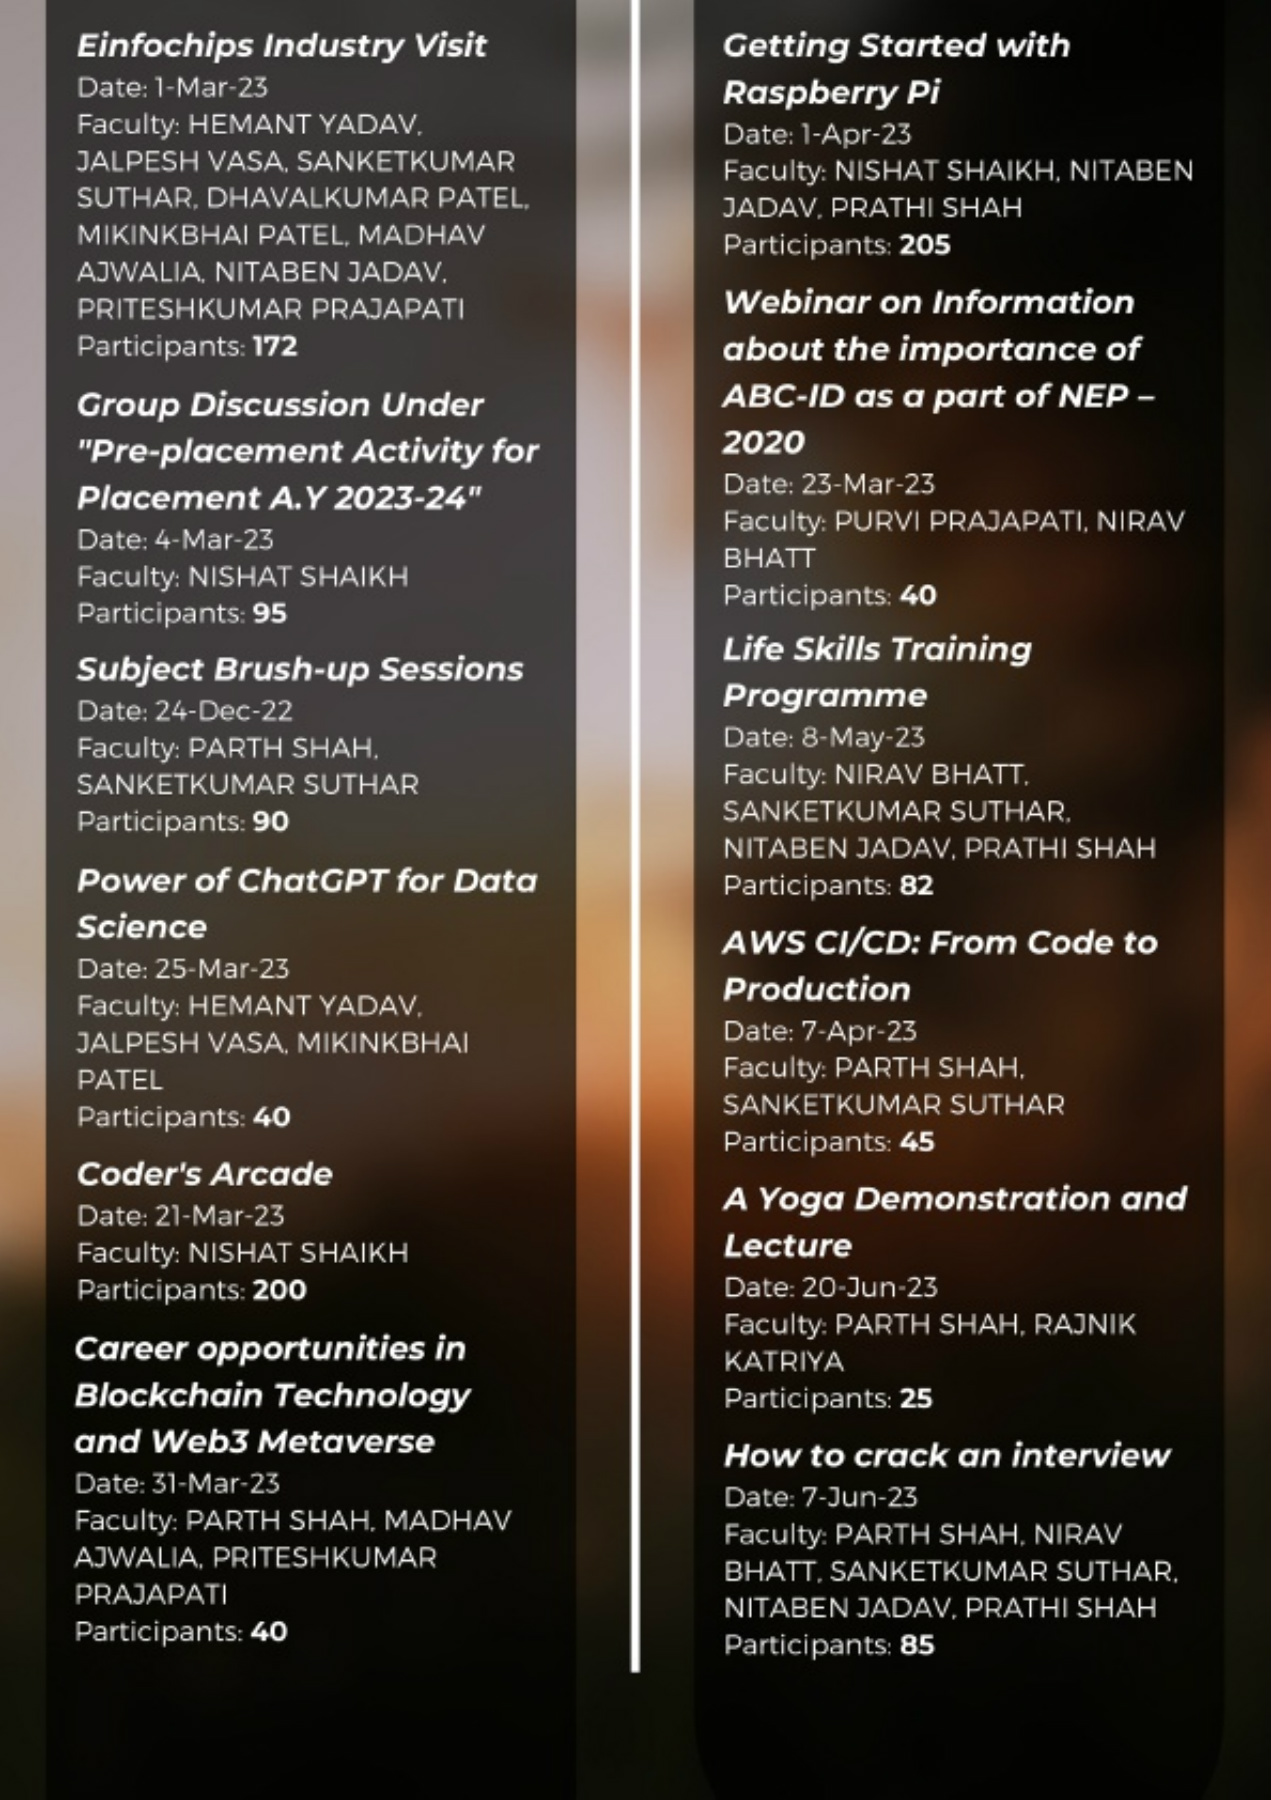 Einfochips Industry Visit
Date: 1-Mar-23
Faculty: HEMANT YADAV,
JALPESH VASA, SANKETKUMAR
SUTHAR, DHAVALKUMAR PATEL,
MIKINKBHAI PATEL, MADHAV
AJWALIA, NITABEN JADAV,
PRITESHKUMAR PRAJAPATI
Participants: 172
Group Discussion Under
"Pre-placement Activity for
Placement A.Y 2023-24"
Date: 4-Mar-23
Faculty: NISHAT SHAIKH
Participants: 95
Subject Brush-up Sessions
Date: 24-Dec-22
Faculty: PARTH SHAH,
SANKETKUMAR SUTHAR
Participants: 90
Power of ChatGPT for Data
Science
Date: 25-Mar-23
Faculty: HEMANT YADAV,
JALPESH VASA, MIKINKBHAI
PATEL
Participants: 40
Coder's Arcade
Date: 21-Mar-23
Faculty: NISHAT SHAIKH
Participants: 200
Career opportunities in
Blockchain Technology
and Web3 Metaverse
Date: 31-Mar-23
Faculty: PARTH SHAH, MADHAV
AJWALIA, PRITESHKUMAR
PRAJAPATI
Participants: 40
Getting Started with
Raspberry Pi
Date: 1-Apr-23
Faculty: NISHAT SHAIKH, NITABEN
JADAV, PRATHI SHAH
Participants: 205
Webinar on Information
about the importance of
ABC-ID as a part of NEP –
2020
Date: 23-Mar-23
Faculty: PURVI PRAJAPATI, NIRAV
BHATT
Participants: 40
Life Skills Training
Programme
Date: 8-May-23
Faculty: NIRAV BHATT,
SANKETKUMAR SUTHAR,
NITABEN JADAV, PRATHI SHAH
Participants: 82
AWS CI/CD: From Code to
Production
Date: 7-Apr-23
Faculty: PARTH SHAH,
SANKETKUMAR SUTHAR
Participants: 45
A Yoga Demonstration and
Lecture
Date: 20-Jun-23
Faculty: PARTH SHAH, RAJNIK
KATRIYA
Participants: 25
How to crack an interview
Date: 7-Jun-23
Faculty: PARTH SHAH, NIRAV
BHATT, SANKETKUMAR SUTHAR,
NITABEN JADAV, PRATHI SHAH
Participants: 85